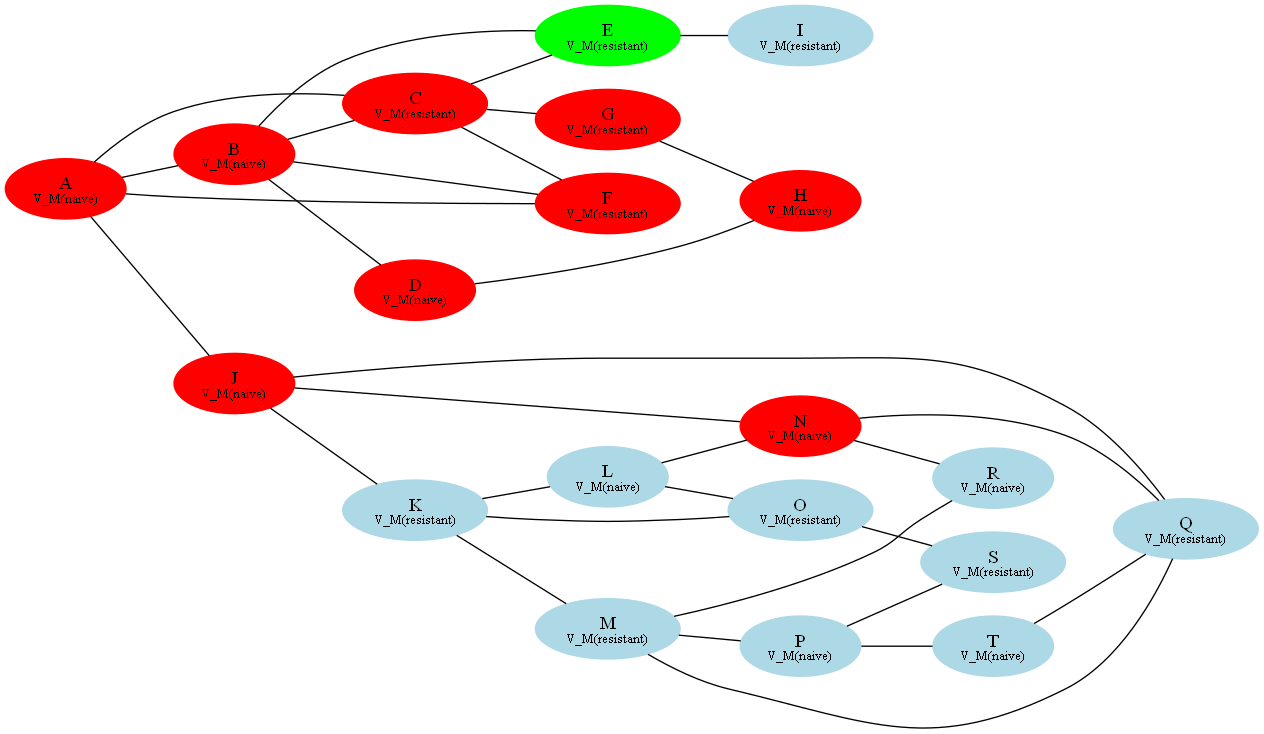 A
V_M(naive)
B
V_M(naive)
C
V_M(resistant)
D
V_M(naive)
E
V_M(resistant)
I
V_M(resistant)
G
V_M(resistant)
F
V_M(resistant)
H
V_M(naive)
J
V_M(naive)
K
V_M(resistant)
L
V_M(naive)
M
V_M(resistant)
N
V_M(naive)
O
V_M(resistant)
P
V_M(naive)
R
V_M(naive)
S
V_M(resistant)
T
V_M(naive)
Q
V_M(resistant)